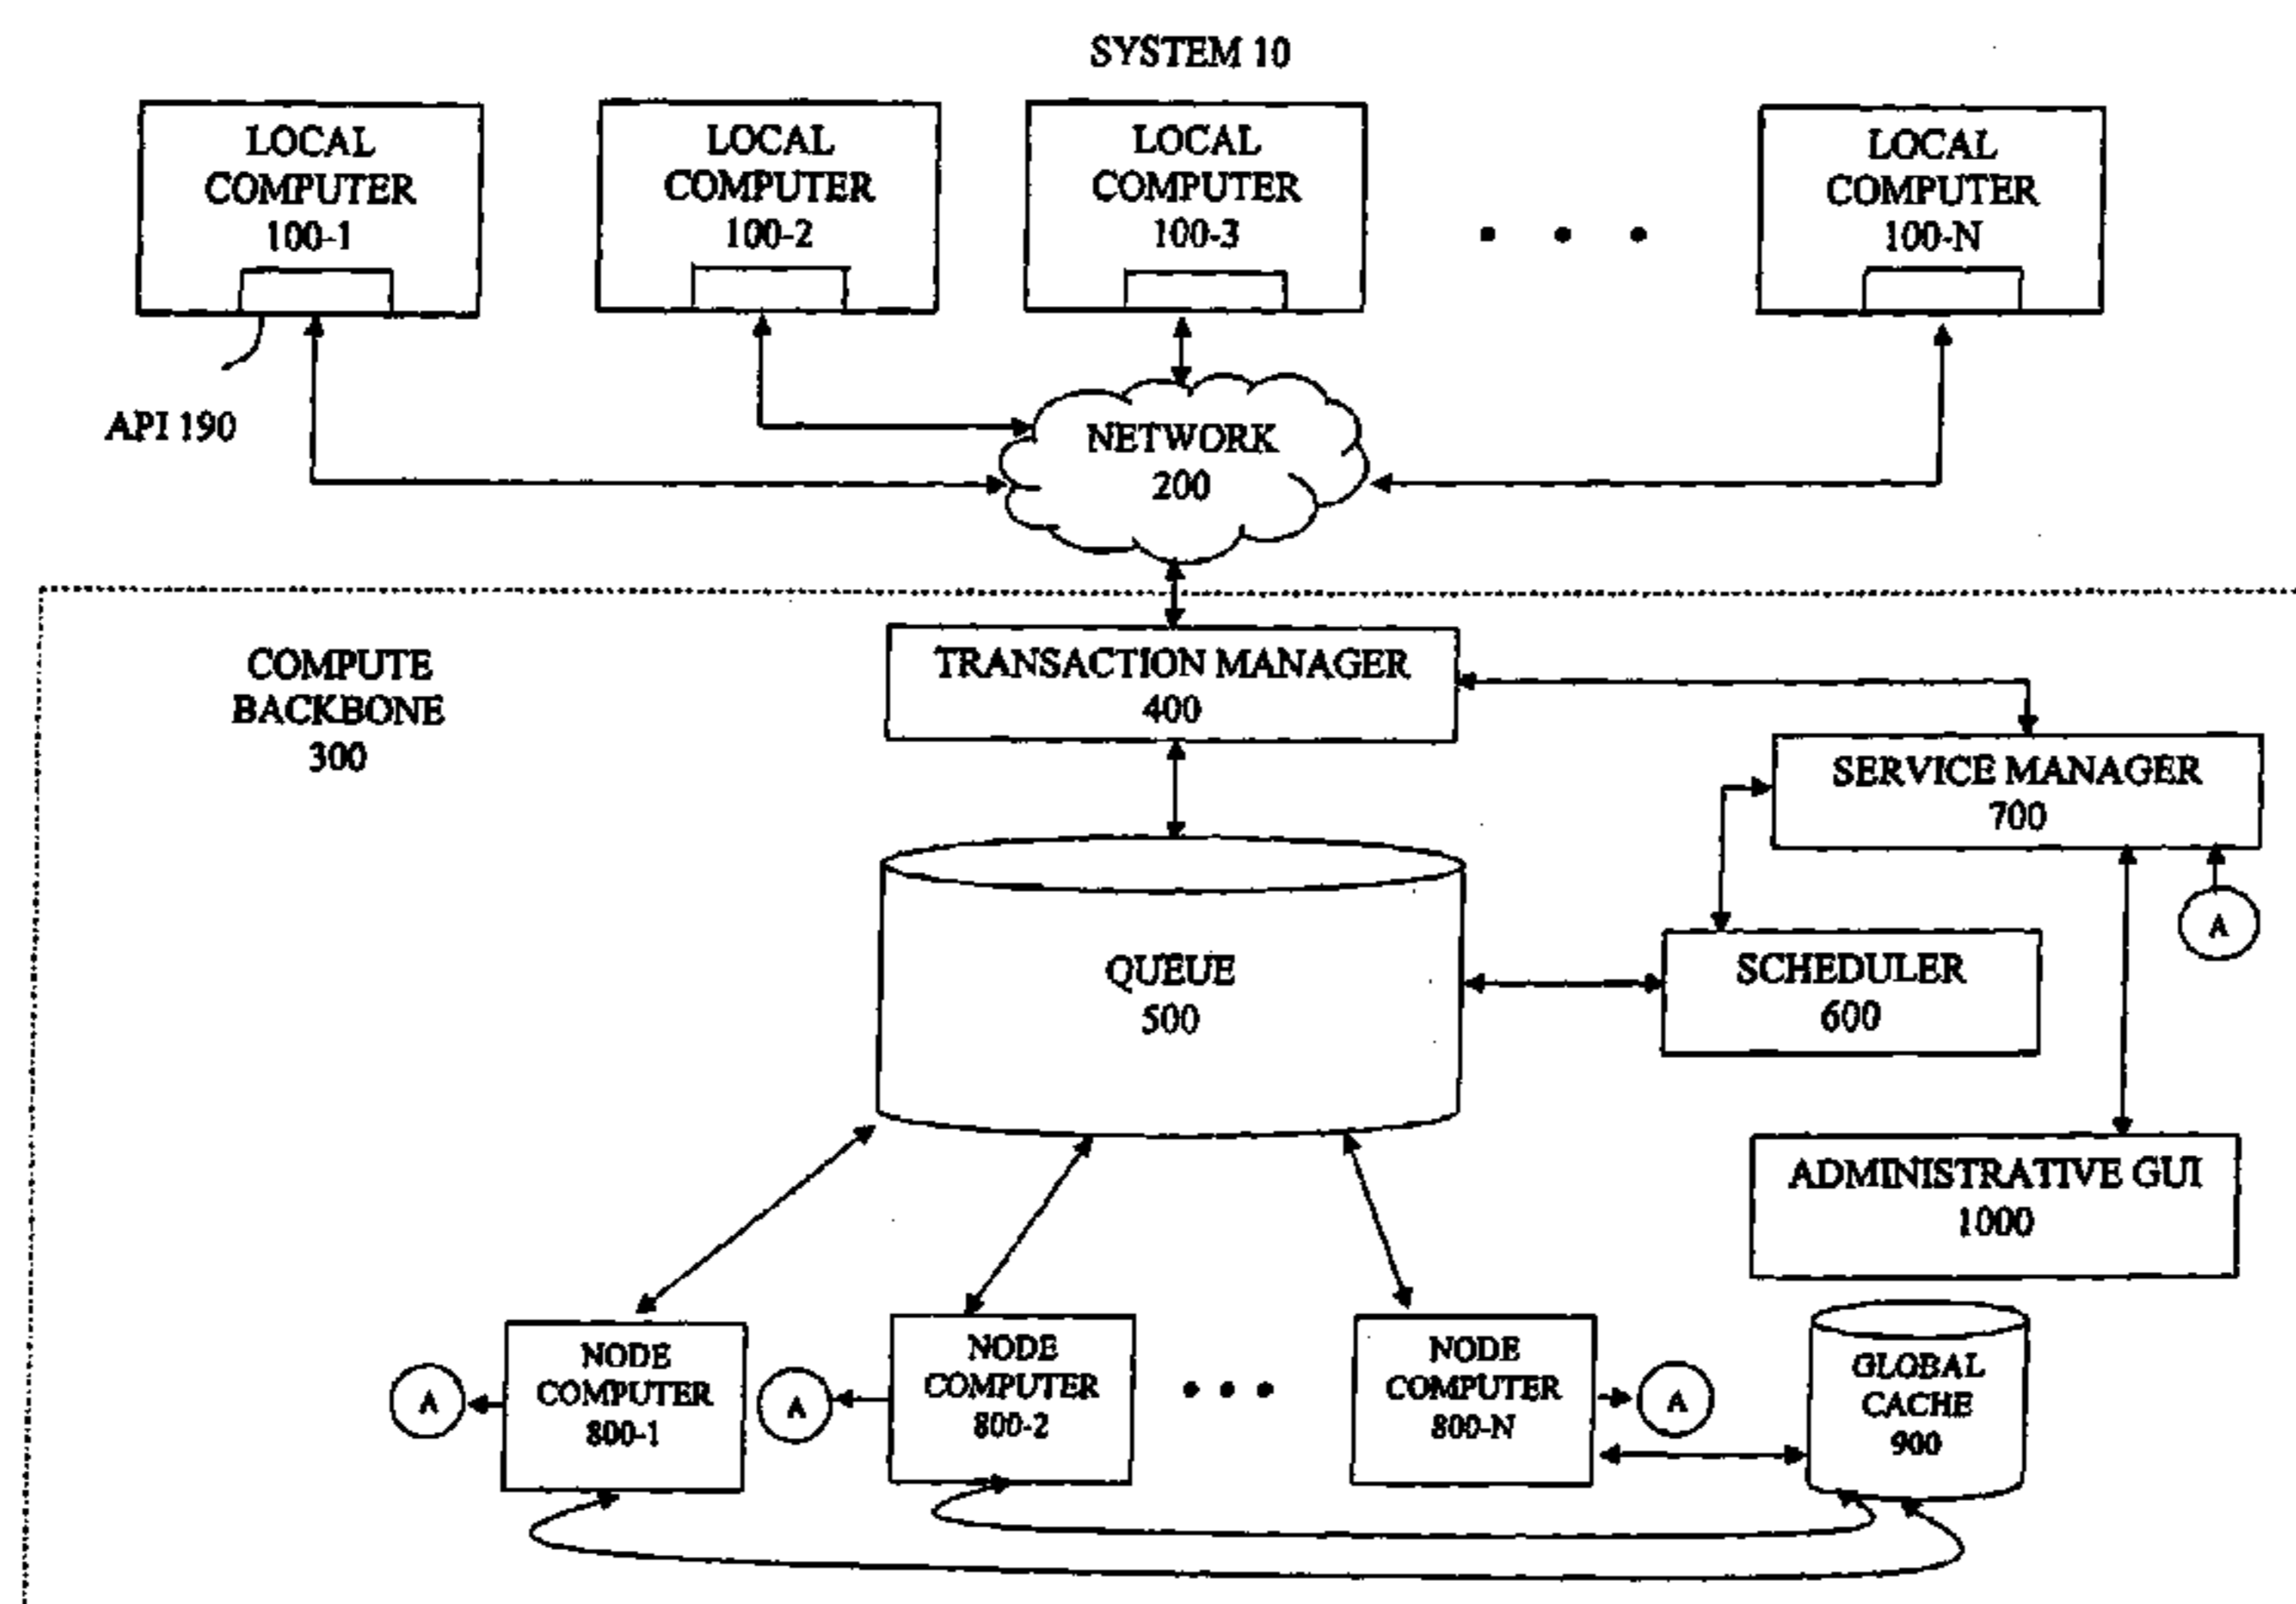 SYSTEM 10
LOCAL
COMPUTER
100-1
LOCAL
COMPUTER
100-2
LOCAL
COMPUTER
100-3
LOCAL
COMPUTER
100-N
API 190
NETWORK
200
COMPUTE
BACKBONE
300
TRANSACTION MANAGER
400
SERVICE MANAGER
700
A
QUEUE
500
SCHEDULER
600
ADMINISTRATIVE GUI
1000
A
NODE
COMPUTER
800-1
A
NODE
COMPUTER
800-2
NODE
COMPUTER
800-N
A
GLOBAL
CACHE
900